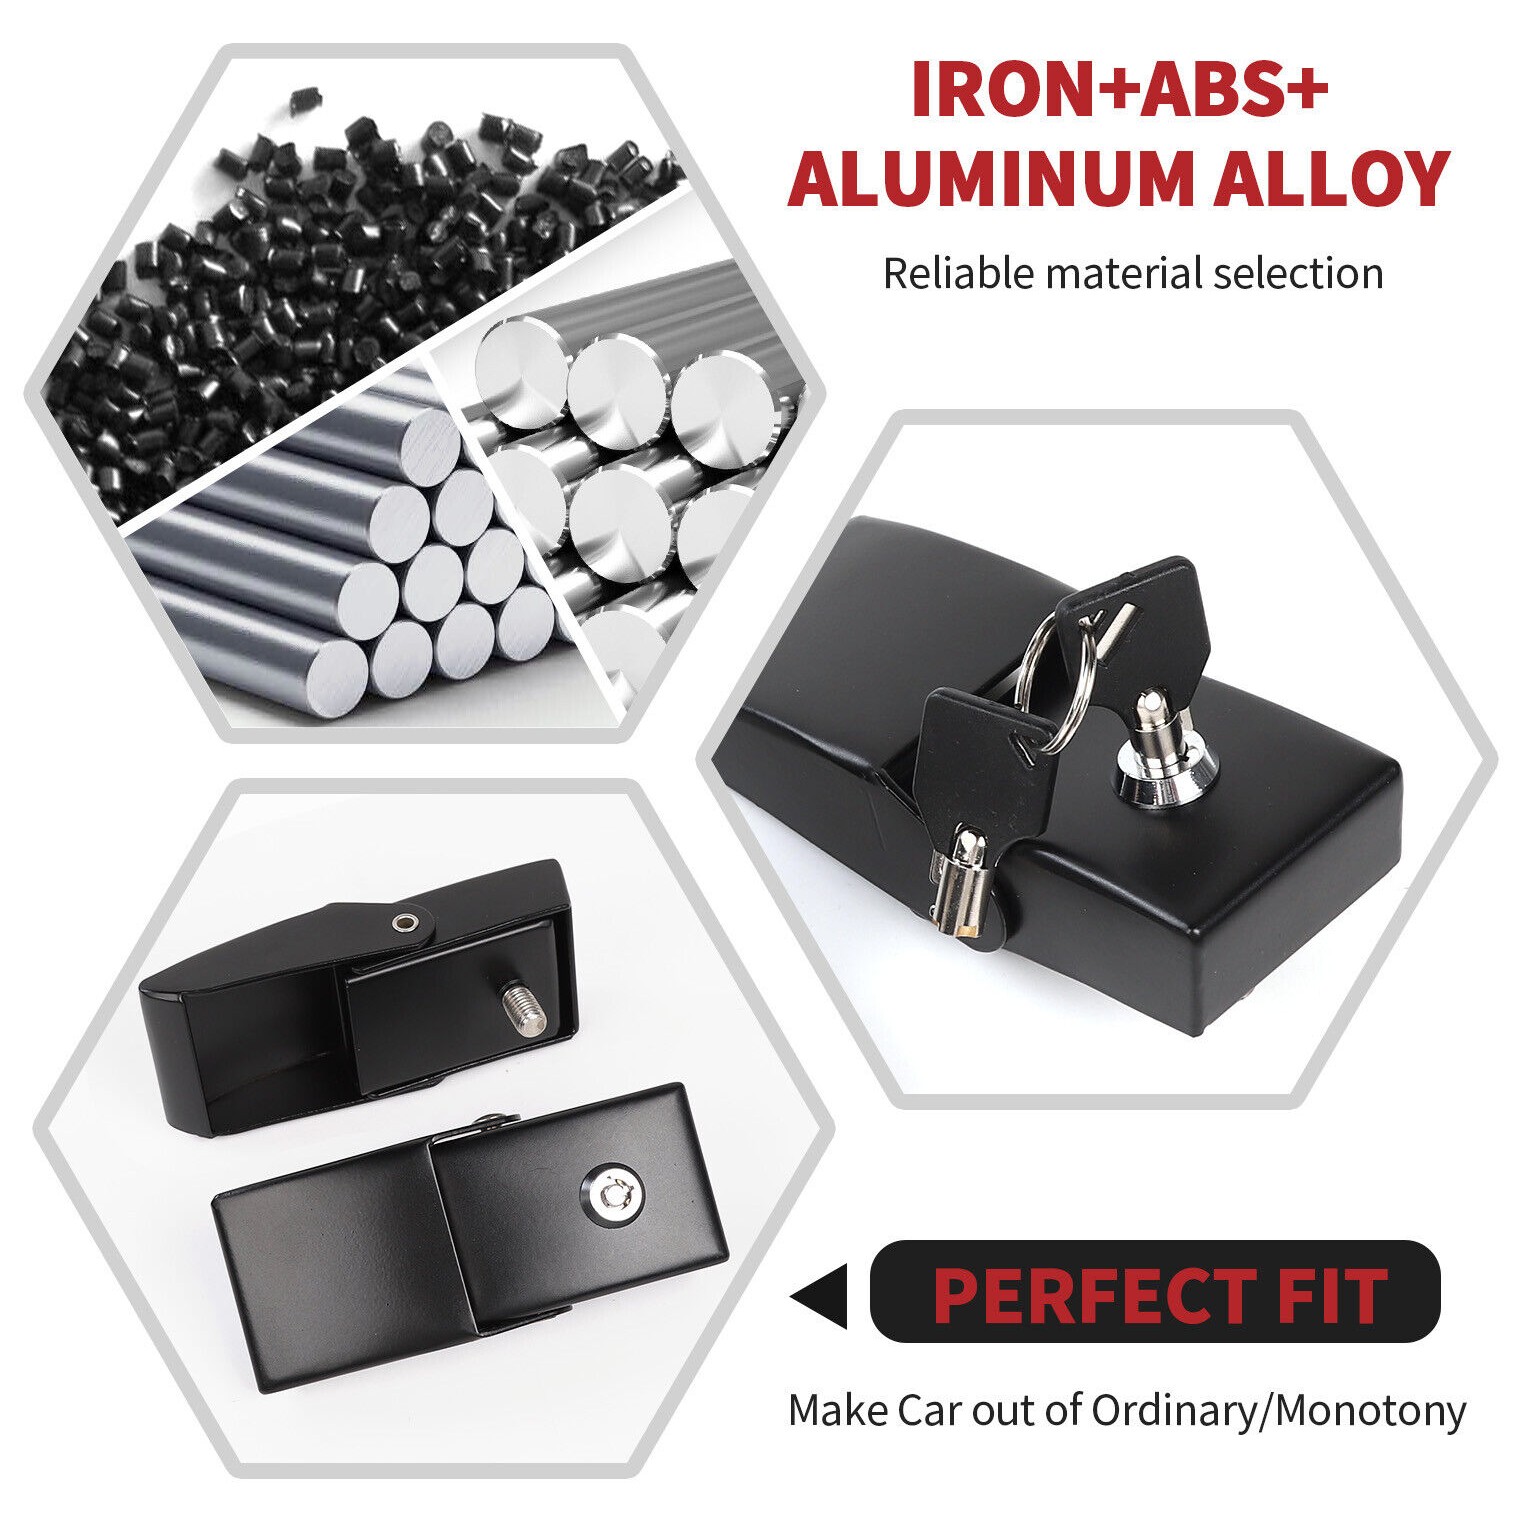 IRON+ABS+
ALUMINUM ALLOY
Reliable material selection
PERFECT FIT
Make Car out of Ordinary/Monotony